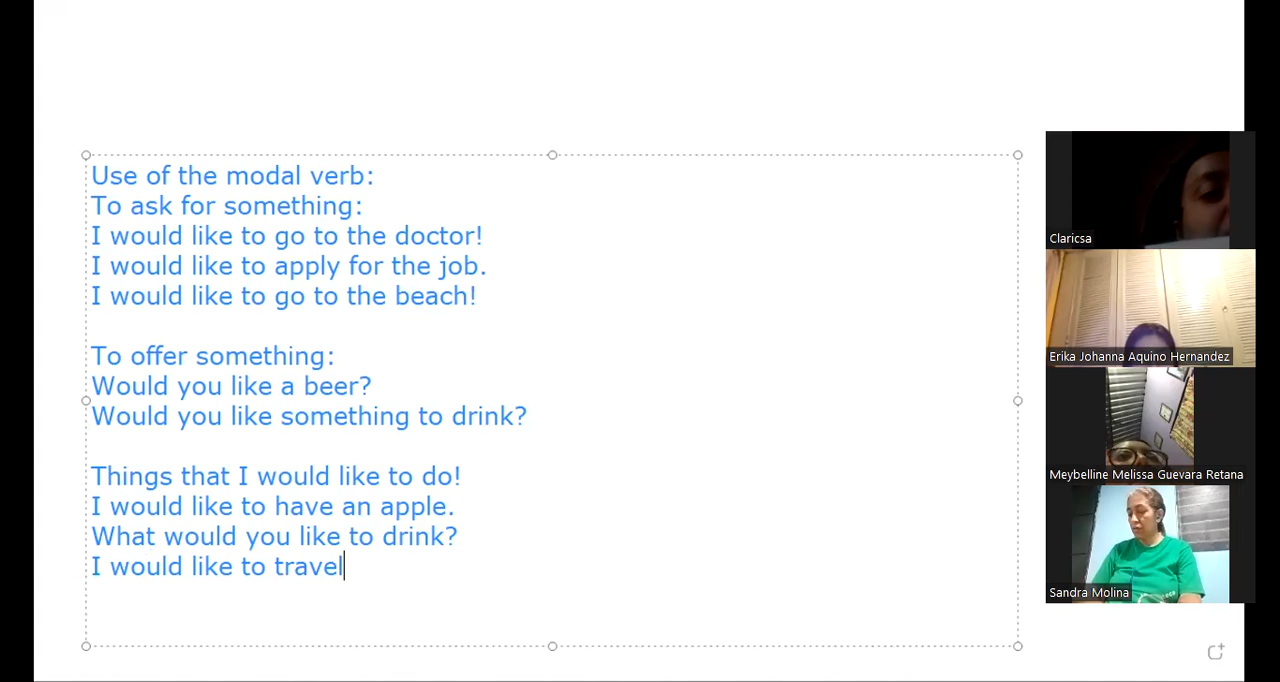 Use of the modal verb:
To ask for something:
I would like to go to the doctor!
I would like to apply for the job.
I would like to go to the beach!
To offer something:
Would you like a beer?
Would you like something to drink?
Things that I would like to do!
I would like to have an apple.
What would you like to drink?
I would like to travel
Claricsa
Erika Johanna Aquino Hernandez
Meybelline Melissa Guevara Retana
Sandra Molina